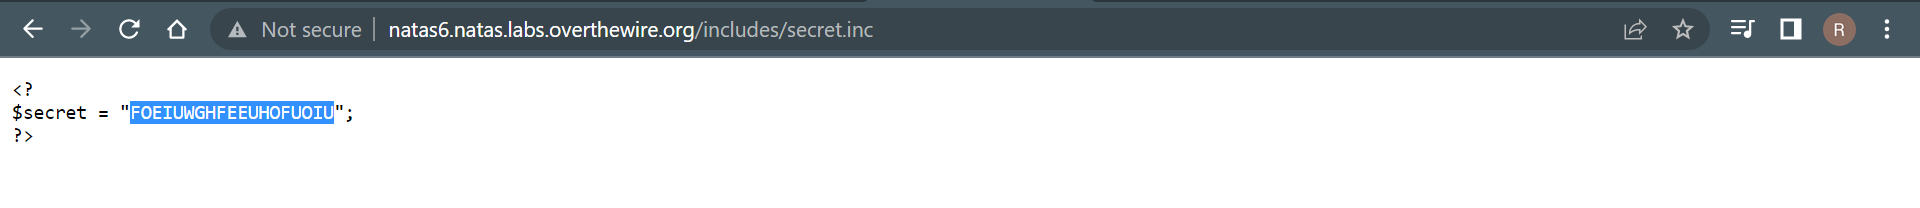 Not secure | natas6.natas.labs.overthewire.org/includes/secret.inc
R
<?
$secret = "FOEIUWGHFEEUHOFUOIU";
?>